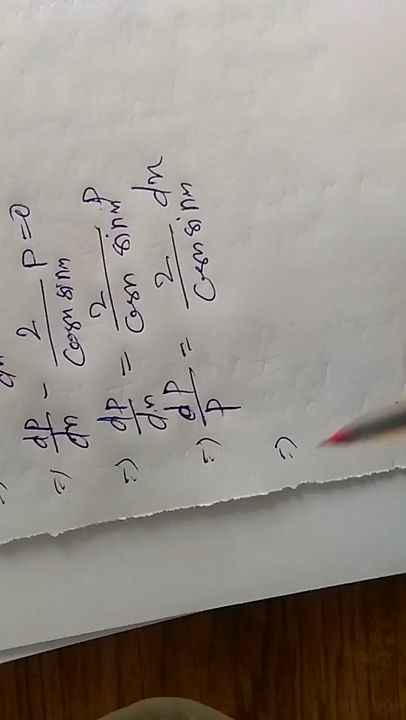 =) dp/dn - 2/(cosn sinn) P = 0
=) dp/dn = 2/(cosn sinn) P
=) dp/P = 2/(cosn sinn) dn
=)